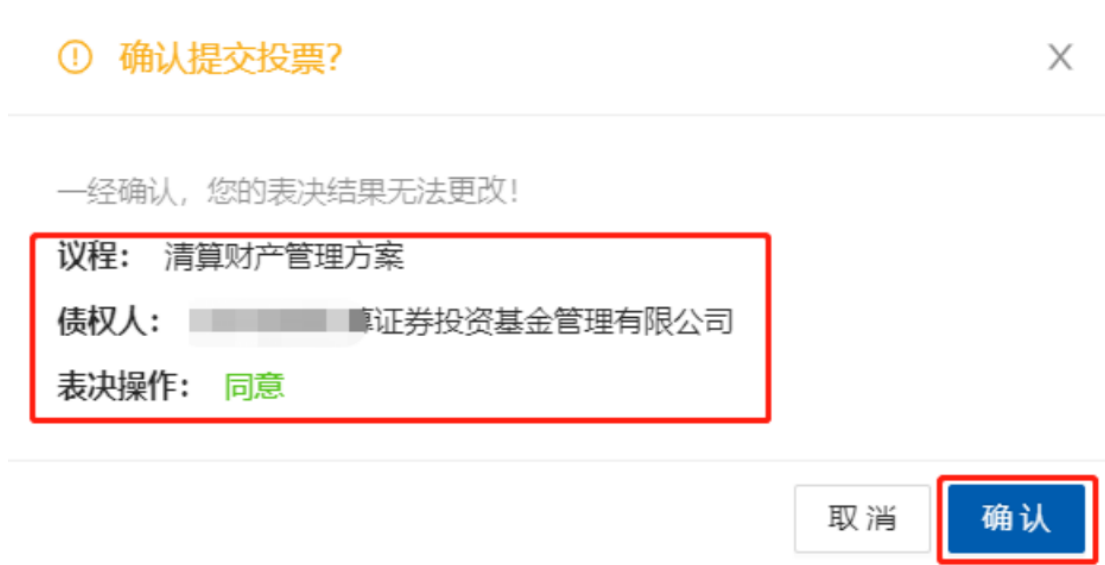 确认提交投票?
X
一经确认，您的表决结果无法更改！
议程： 清算财产管理方案
债权人： 证券投资基金管理有限公司
表决操作： 同意
取 消
确 认